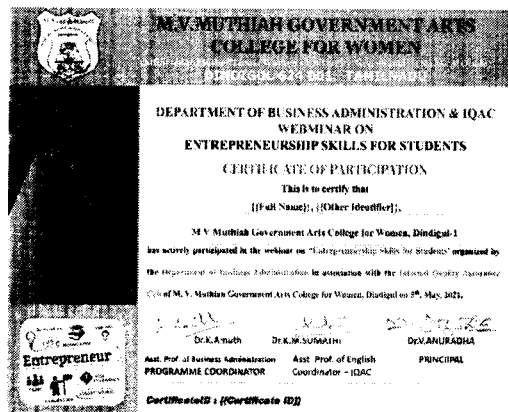 M.V.MUTHIAH GOVERNMENT ARTS
COLLEGE FOR WOMEN
DINDIGUL-624 001, TAMILNADU
DEPARTMENT OF BUSINESS ADMINISTRATION & IQAC
WEBMINAR ON
ENTREPRENEURSHIP SKILLS FOR STUDENTS
CERTIFICATE OF PARTICIPATION
This is to certify that
{{Full Name}}, {{Other Identifier}},
M V Muthiah Government Arts College for Women, Dindigul-1
has actively participated in the webinar on "Entrepreneurship Skills for Students" organized by
the Department of Business Administration in association with the Internal Quality Assurance
Cell of M. V. Muthiah Government Arts College for Women, Dindigul on 5th, May, 2021.
Dr.K.Amuth Dr.K.M.SUMATHI Dr.V.ANURADHA
Asst. Prof. of Business Administration Asst Prof. of English PRINCIPAL
PROGRAMME COORDINATOR Coordinator - IQAC
Entrepreneur
CertificateID : {{Certificate ID}}